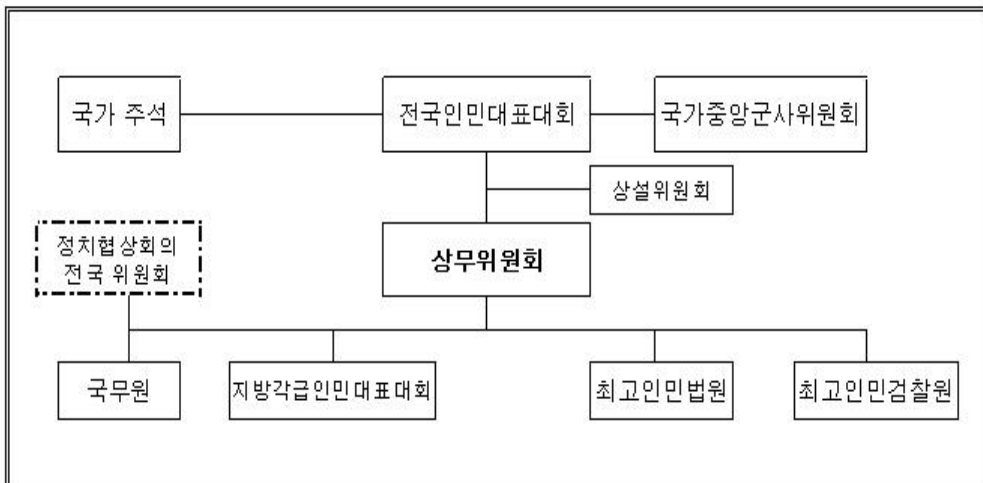 국가 주석
전국인민대표대회
국가중앙군사위원회
상설위원회
정치협상회의
전국 위원회
상무위원회
국무원
지방각급인민대표대회
최고인민법원
최고인민검찰원